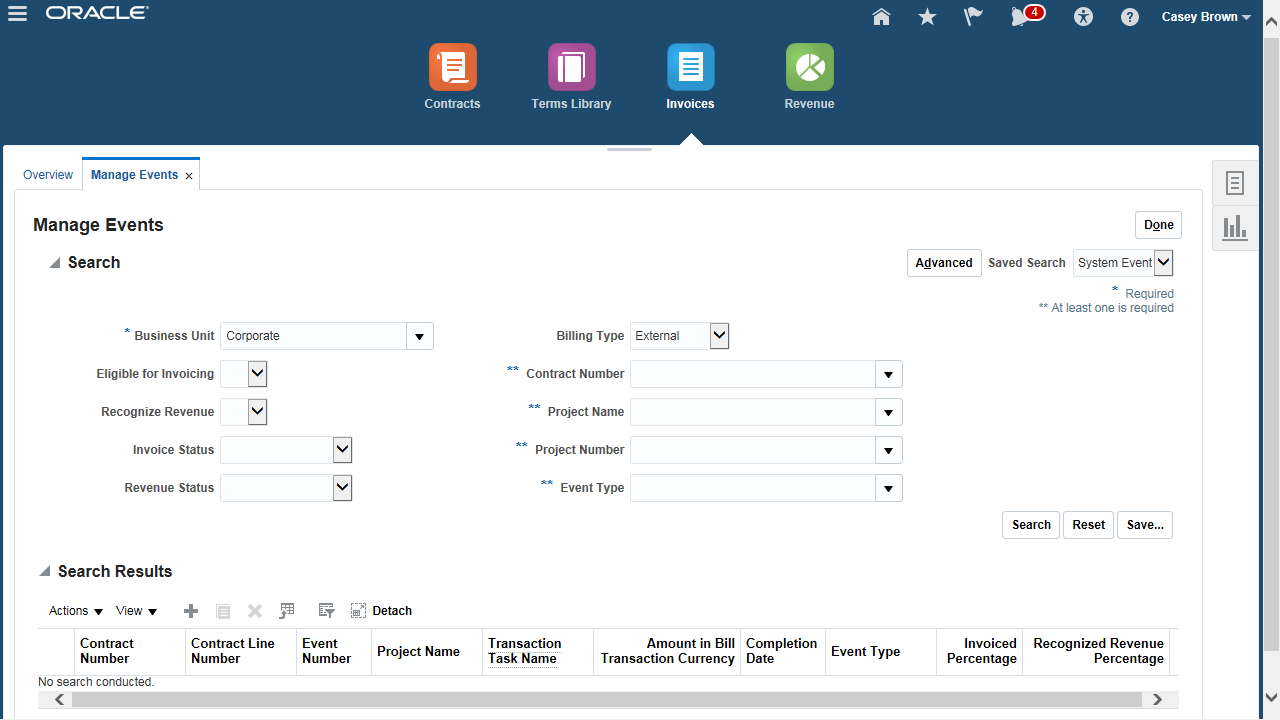 ORACLE
4
Casey Brown
Contracts
Terms Library
Invoices
Revenue
Overview
Manage Events
Manage Events
Done
Search
Advanced
Saved Search
System Event
* Required
** At least one is required
* Business Unit
Corporate
Billing Type
External
Eligible for Invoicing
** Contract Number
Recognize Revenue
** Project Name
Invoice Status
** Project Number
Revenue Status
** Event Type
Search
Reset
Save...
Search Results
Actions
View
Detach
Contract
Number
Contract Line
Number
Event
Number
Project Name
Transaction
Task Name
Amount in Bill
Transaction Currency
Completion
Date
Event Type
Invoiced
Percentage
Recognized Revenue
Percentage
No search conducted.